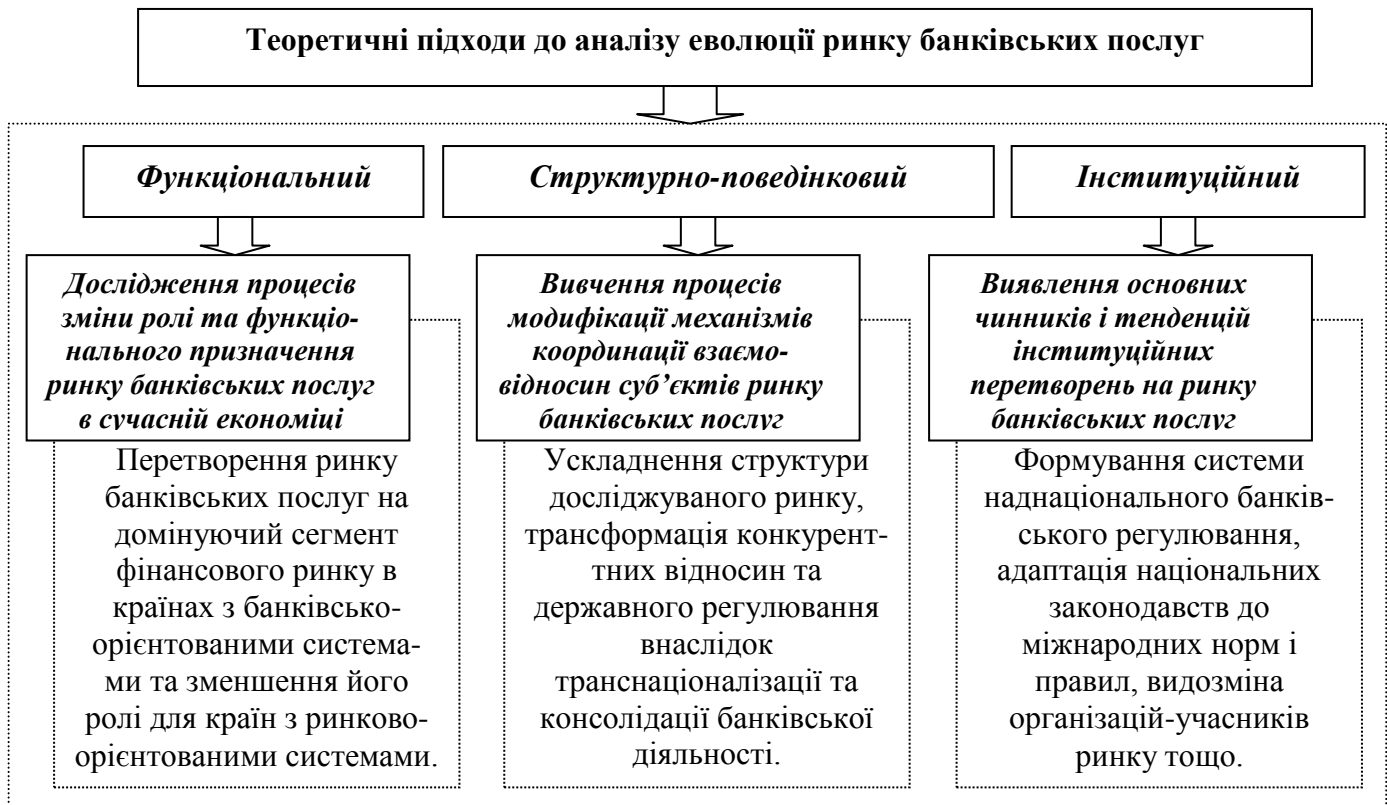 Теоретичні підходи до аналізу еволюції ринку банківських послуг
Функціональний
Дослідження процесів
зміни ролі та функціо-
нального призначення
ринку банківських послуг
в сучасній економіці
Перетворення ринку
банківських послуг на
домінуючий сегмент
фінансового ринку в
країнах з банківсько-
орієнтованими система-
ми та зменшення його
ролі для країн з ринково-
орієнтованими системами.
Структурно-поведінковий
Вивчення процесів
модифікації механізмів
координації взаємо-
відносин суб’єктів ринку
банківських послуг
Ускладнення структури
досліджуваного ринку,
трансформація конкурент-
тних відносин та
державного регулювання
внаслідок
транснаціоналізації та
консолідації банківської
діяльності.
Інституційний
Виявлення основних
чинників і тенденцій
інституційних
перетворень на ринку
банківських послуг
Формування системи
наднаціонального банків-
ського регулювання,
адаптація національних
законодавств до
міжнародних норм і
правил, видозміна
організацій-учасників
ринку тощо.